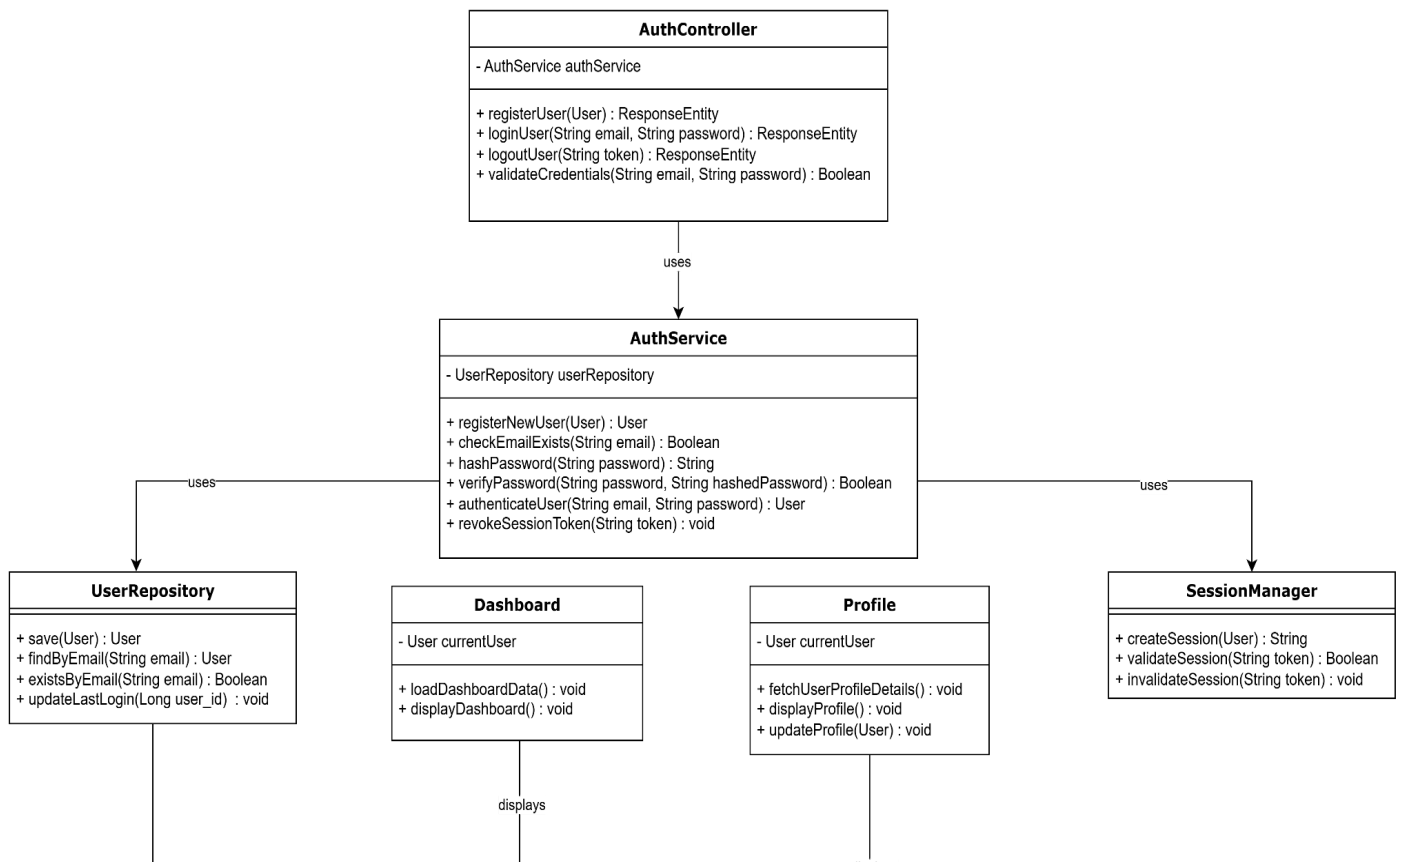 AuthController
- AuthService authService
+ registerUser(User) : ResponseEntity
+ loginUser(String email, String password) : ResponseEntity
+ logoutUser(String token) : ResponseEntity
+ validateCredentials(String email, String password) : Boolean
uses
AuthService
- UserRepository userRepository
+ registerNewUser(User) : User
+ checkEmailExists(String email) : Boolean
+ hashPassword(String password) : String
+ verifyPassword(String password, String hashedPassword) : Boolean
+ authenticateUser(String email, String password) : User
+ revokeSessionToken(String token) : void
uses
uses
UserRepository
+ save(User) : User
+ findByEmail(String email) : User
+ existsByEmail(String email) : Boolean
+ updateLastLogin(Long user_id) : void
Dashboard
- User currentUser
+ loadDashboardData() : void
+ displayDashboard() : void
Profile
- User currentUser
+ fetchUserProfileDetails() : void
+ displayProfile() : void
+ updateProfile(User) : void
SessionManager
+ createSession(User) : String
+ validateSession(String token) : Boolean
+ invalidateSession(String token) : void
displays